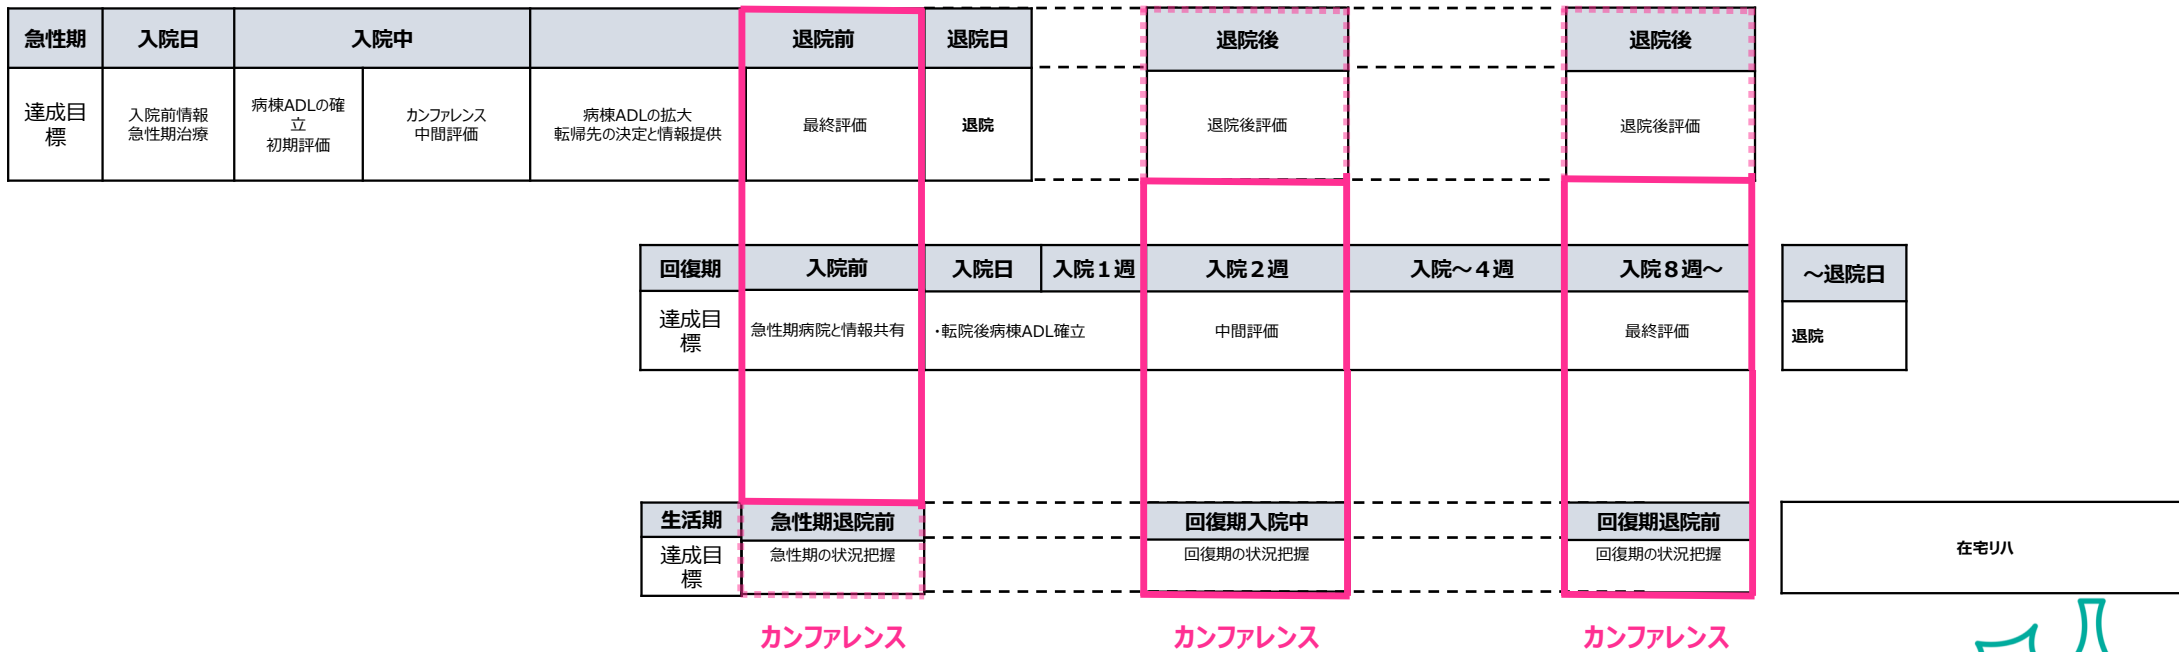 急性期 入院日 入院中 退院前 退院日 退院後 退院後
達成目
標
入院前情報
急性期治療
病棟ADLの確
立
初期評価
カンファレンス
中間評価
病棟ADLの拡大
転帰先の決定と情報提供
最終評価
退院
退院後評価
退院後評価
回復期 入院前 入院日 入院1週 入院2週 入院～4週 入院8週～ ～退院日
達成目
標
急性期病院と情報共有
・転院後病棟ADL確立
中間評価
最終評価
退院
生活期 急性期退院前 回復期入院中 回復期退院前
達成目
標
急性期の状況把握
回復期の状況把握
回復期の状況把握
在宅リハ
カンファレンス カンファレンス カンファレンス